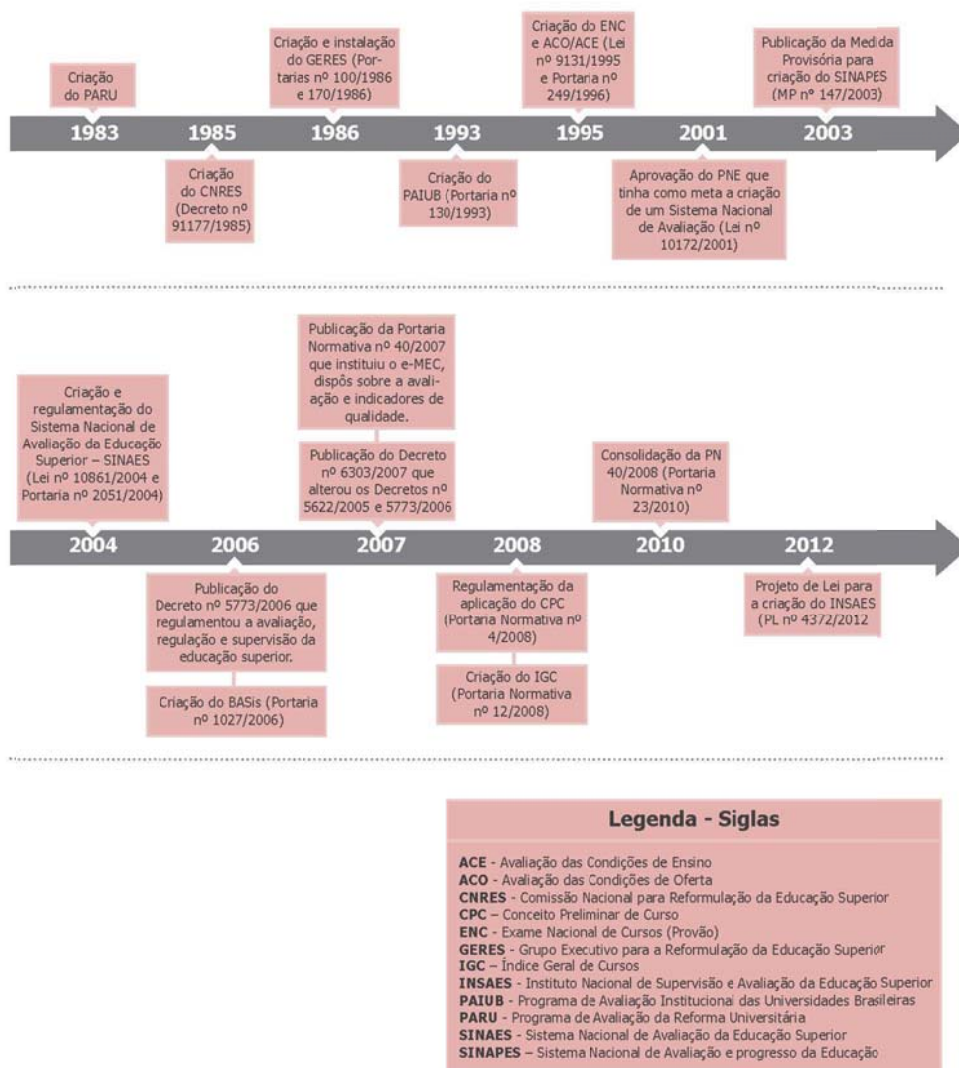 Criação
do PARU
1983
1985
Criação
do CNRES
(Decreto nº
91177/1985)
Criação e instalação
do GERES (Por-
tarias nº 100/1986
e 170/1986)
1986
1993
Criação do
PAIUB (Portaria nº
130/1993)
Criação do ENC
e ACO/ACE (Lei
nº 9131/1995
e Portaria nº
249/1996)
1995
2001
Aprovação do PNE que
tinha como meta a criação
de um Sistema Nacional
de Avaliação (Lei nº
10172/2001)
Publicação da Medida
Provisória para
criação do SINAPES
(MP nº 147/2003)
2003
Criação e
regulamentação do
Sistema Nacional de
Avaliação da Educação
Superior – SINAES
(Lei nº 10861/2004 e
Portaria nº 2051/2004)
2004
2006
Publicação do
Decreto nº 5773/2006 que
regulamentou a avaliação,
regulação e supervisão da
educação superior.
Criação do BASis (Portaria
nº 1027/2006)
Publicação da Portaria
Normativa nº 40/2007
que instituiu o e-MEC,
dispôs sobre a avali-
ação e indicadores de
qualidade.
Publicação do Decreto
nº 6303/2007 que
alterou os Decretos nº
5622/2005 e 5773/2006
2007
2008
Regulamentação da
aplicação do CPC
(Portaria Normativa nº
4/2008)
Criação do IGC
(Portaria Normativa
nº 12/2008)
Consolidação da PN
40/2008 (Portaria
Normativa nº
23/2010)
2010
2012
Projeto de Lei para
a criação do INSAES
(PL nº 4372/2012
Legenda - Siglas
ACE - Avaliação das Condições de Ensino
ACO - Avaliação das Condições de Oferta
CNRES - Comissão Nacional para Reformulação da Educação Superior
CPC – Conceito Preliminar de Curso
ENC - Exame Nacional de Cursos (Provão)
GERES - Grupo Executivo para a Reformulação da Educação Superior
IGC – Índice Geral de Cursos
INSAES - Instituto Nacional de Supervisão e Avaliação da Educação Superior
PAIUB - Programa de Avaliação Institucional das Universidades Brasileiras
PARU - Programa de Avaliação da Reforma Universitária
SINAES - Sistema Nacional de Avaliação da Educação Superior
SINAPES – Sistema Nacional de Avaliação e progresso da Educação